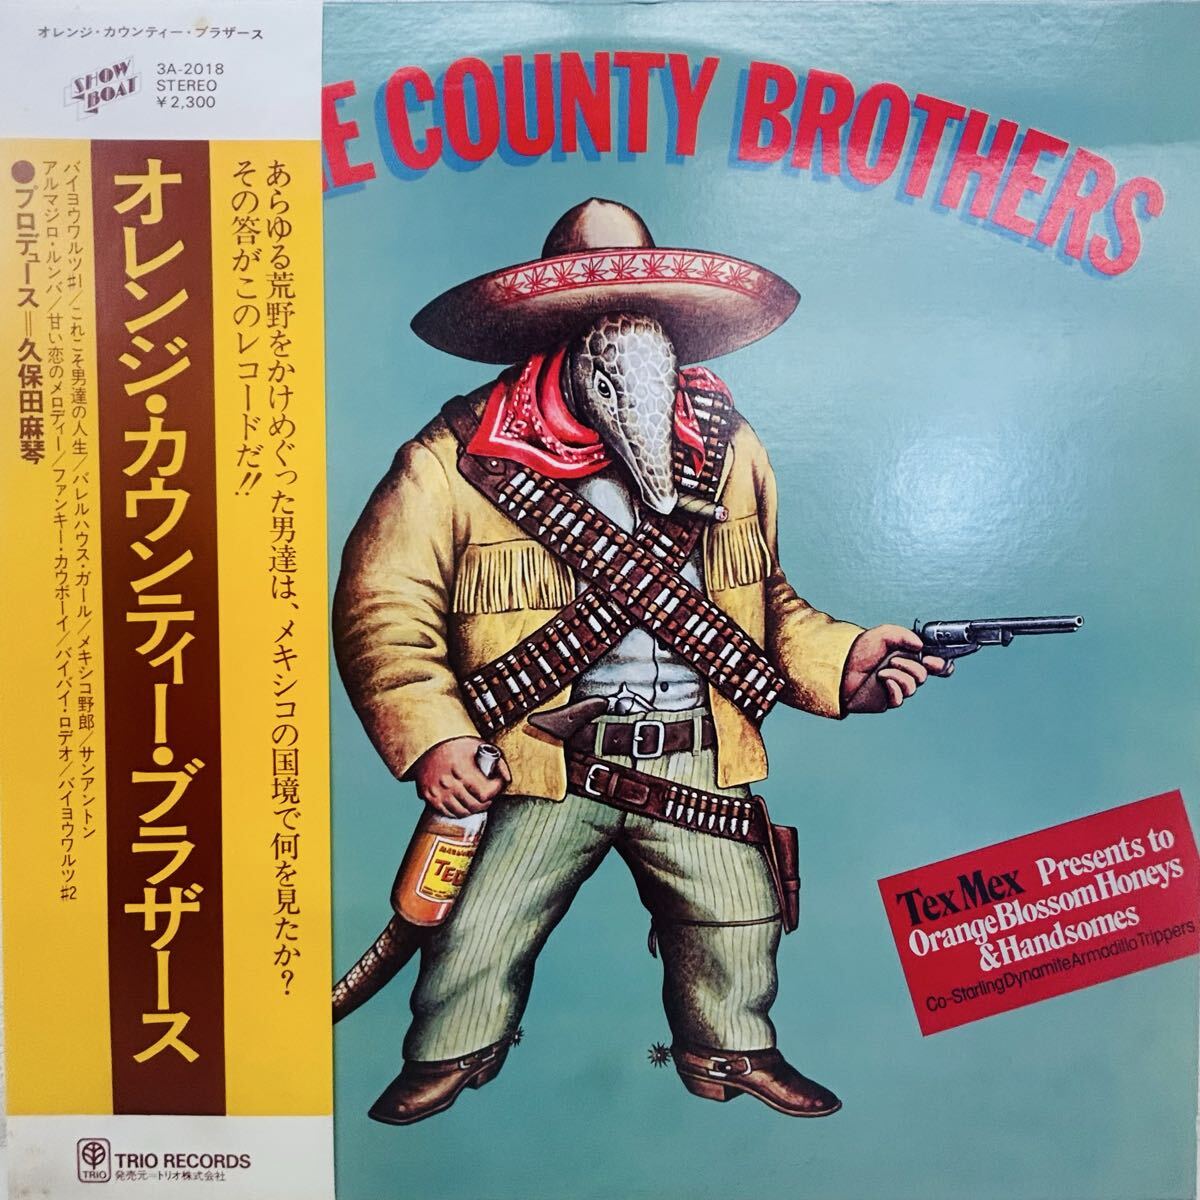 オレンジ・カウンティー・ブラザース
SHOW BOAT
3A-2018
STEREO
¥2,300
あらゆる荒野をかけめぐった男達は、メキシコの国境で何を見たか?
その答がこのレコードだ!!
オレンジ・カウンティー・ブラザース
バイヨウワルツ#1/これこそ男達の人生/バレルハウス・ガール/メキシコ野郎/サンアントン
アルマジロ・ルンバ/甘い恋のメロディー/ファンキー・カウボーイ/バイバイ・ロデオ/バイヨウワルツ#2
●プロデュース=久保田麻琴
TRIO
TRIO RECORDS
発売元=トリオ株式会社
GE COUNTY BROTHERS
Tex Mex Presents to
Orange Blossom Honeys
& Handsomes
Co-Starling Dynamite Armadillo Trippers